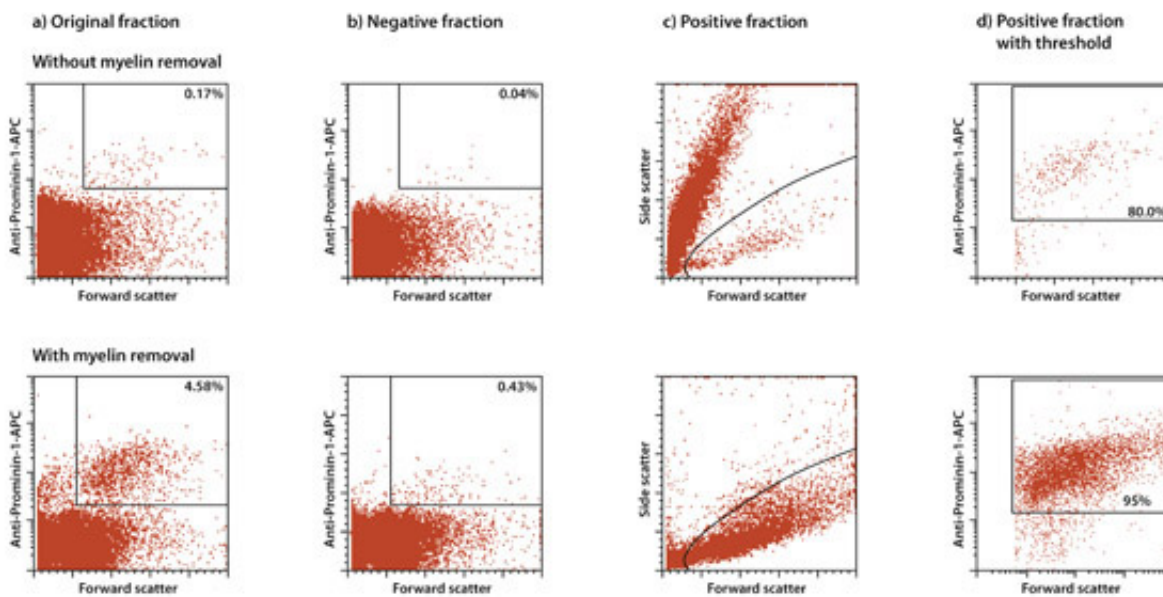 a) Original fraction
b) Negative fraction
c) Positive fraction
d) Positive fraction
with threshold
Without myelin removal
0.17%
Anti-Prominin-1-APC
Forward scatter
0.04%
Anti-Prominin-1-APC
Forward scatter
Side scatter
Forward scatter
80.0%
Anti-Prominin-1-APC
Forward scatter
With myelin removal
4.58%
Anti-Prominin-1-APC
Forward scatter
0.43%
Anti-Prominin-1-APC
Forward scatter
Side scatter
Forward scatter
95%
Anti-Prominin-1-APC
Forward scatter